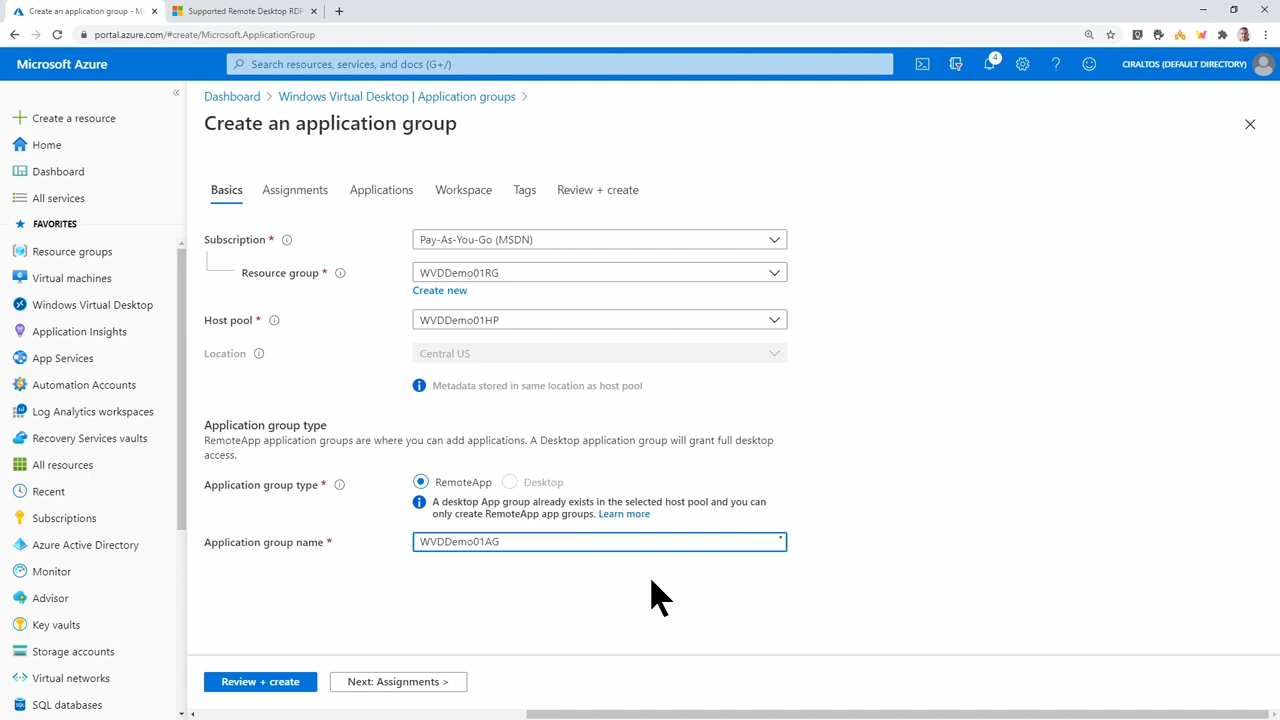 Create an application group - Mi
Supported Remote Desktop RDP
portal.azure.com/#create/Microsoft.ApplicationGroup
Microsoft Azure
Search resources, services, and docs (G+/)
4
CIRALTOS (DEFAULT DIRECTORY)
Create a resource
Home
Dashboard
All services
FAVORITES
Resource groups
Virtual machines
Windows Virtual Desktop
Application Insights
App Services
Automation Accounts
Log Analytics workspaces
Recovery Services vaults
All resources
Recent
Subscriptions
Azure Active Directory
Monitor
Advisor
Key vaults
Storage accounts
Virtual networks
SQL databases
Dashboard > Windows Virtual Desktop | Application groups >
Create an application group
Basics Assignments Applications Workspace Tags Review + create
Subscription * Pay-As-You-Go (MSDN)
Resource group * WVDDemo01RG
Create new
Host pool * WVDDemo01HP
Location Central US
Metadata stored in same location as host pool
Application group type
RemoteApp application groups are where you can add applications. A Desktop application group will grant full desktop
access.
Application group type * RemoteApp Desktop
A desktop App group already exists in the selected host pool and you can
only create RemoteApp app groups. Learn more
Application group name * WVDDemo01AG
Review + create Next: Assignments >